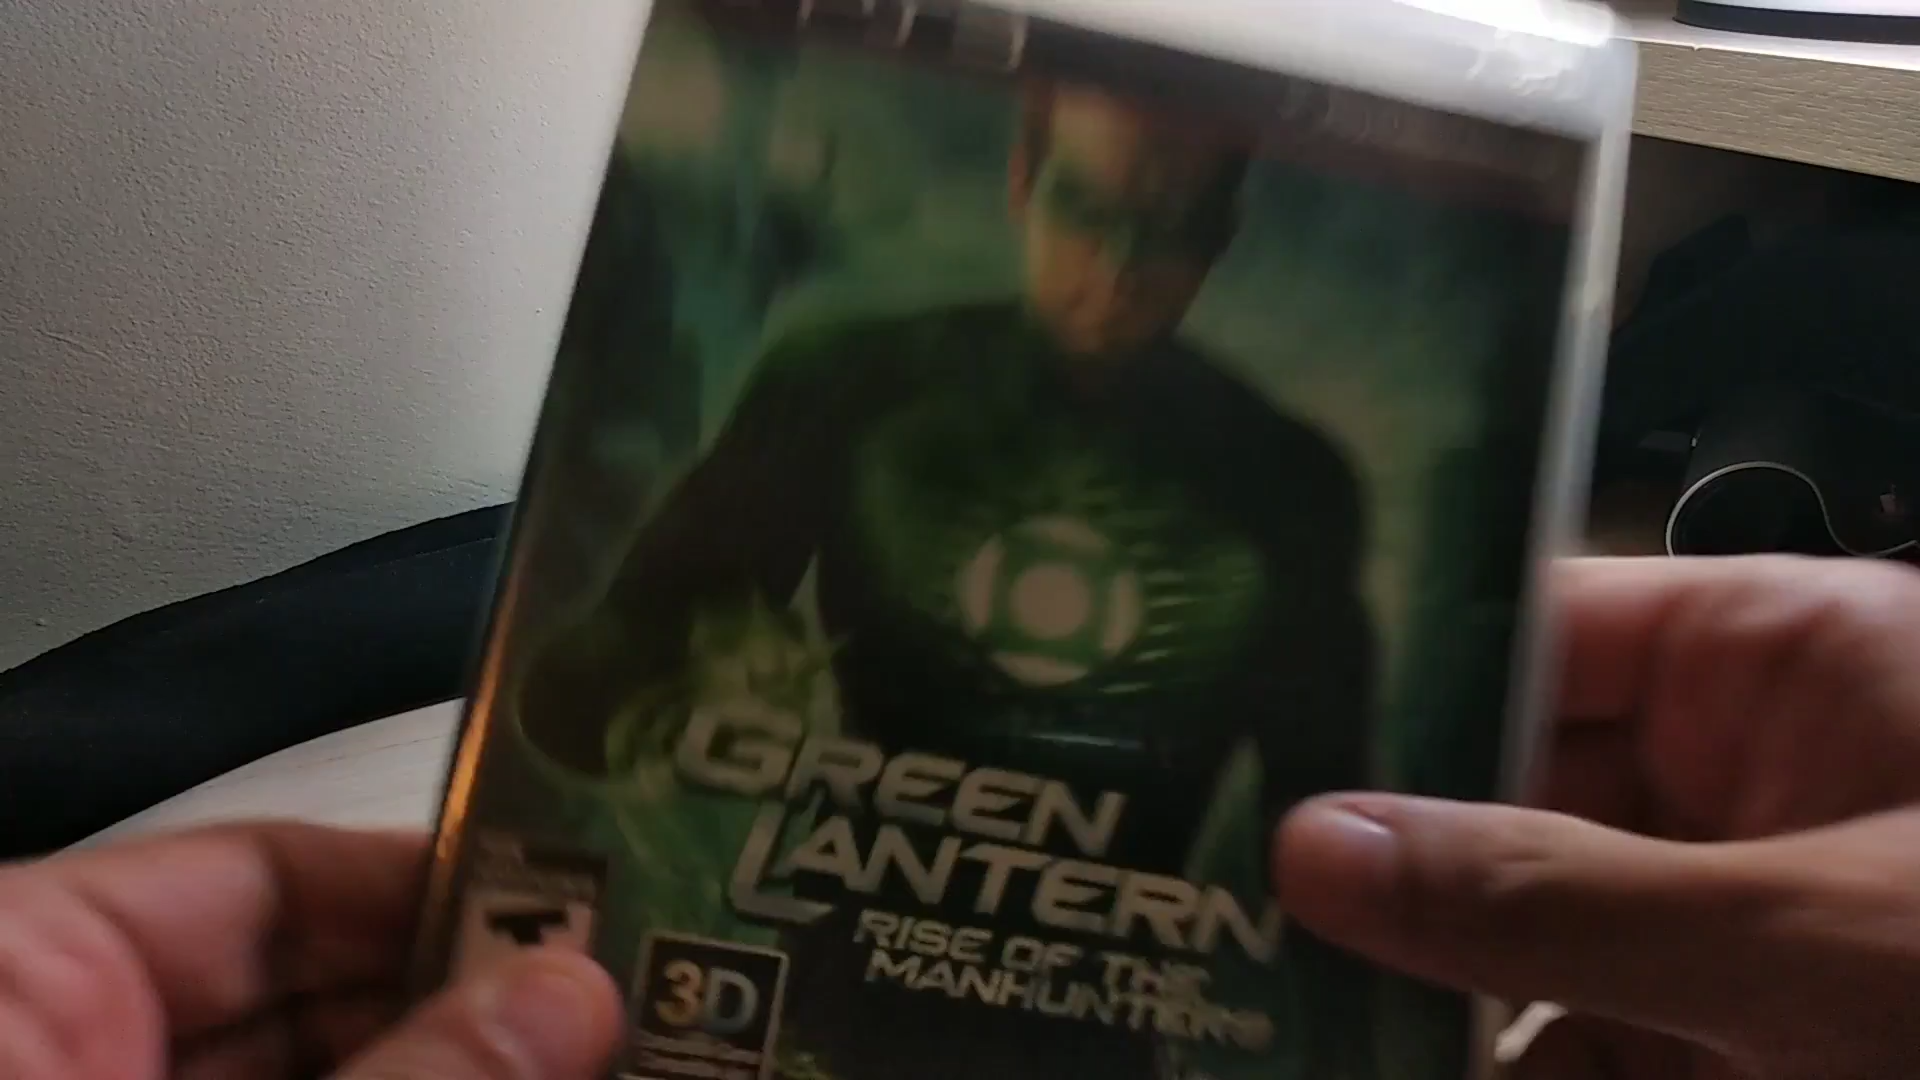 GREEN
LANTERN
RISE OF THE
MANHUNTERS
T
3D